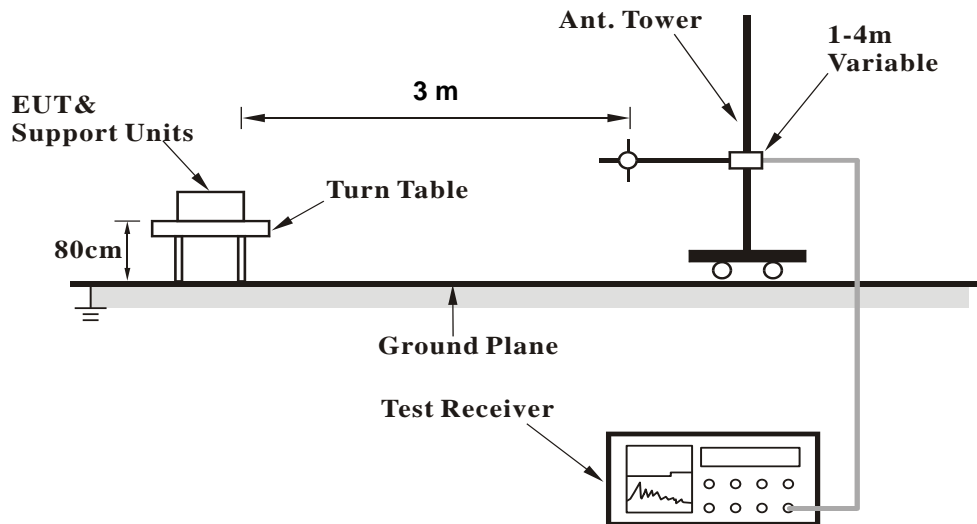 Ant. Tower
1-4m
Variable
3 m
EUT&
Support Units
Turn Table
80cm
Ground Plane
Test Receiver